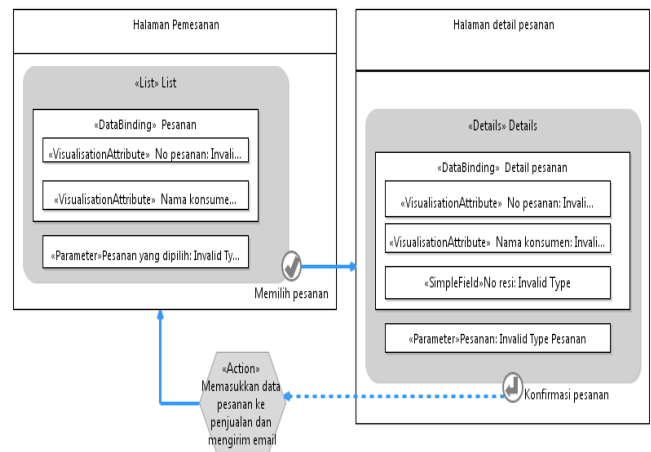 Halaman Pemesanan
«List» List
«DataBinding» Pesanan
«VisualisationAttribute» No pesanan: Invali...
«VisualisationAttribute» Nama konsume...
«Parameter»Pesanan yang dipilih: Invalid Ty...
Memilih pesanan
Halaman detail pesanan
«Details» Details
«DataBinding» Detail pesanan
«VisualisationAttribute» No pesanan: Invali...
«VisualisationAttribute» Nama konsumen: Invali...
«SimpleField»No resi: Invalid Type
«Parameter»Pesanan: Invalid Type Pesanan
Konfirmasi pesanan
«Action»
Memasukkan data
pesanan ke
penjualan dan
mengirim email